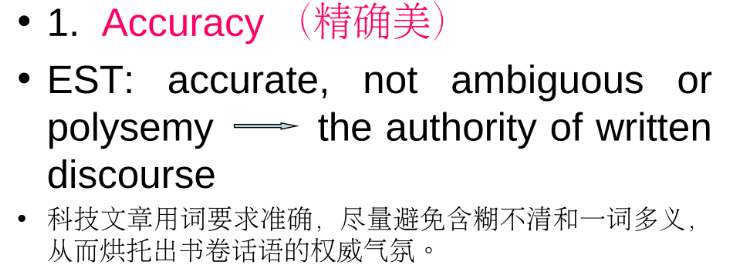 • 1. Accuracy （精确美）
• EST: accurate, not ambiguous or
polysemy the authority of written
discourse
• 科技文章用词要求准确，尽量避免含糊不清和一词多义，
从而烘托出书卷话语的权威气氛。